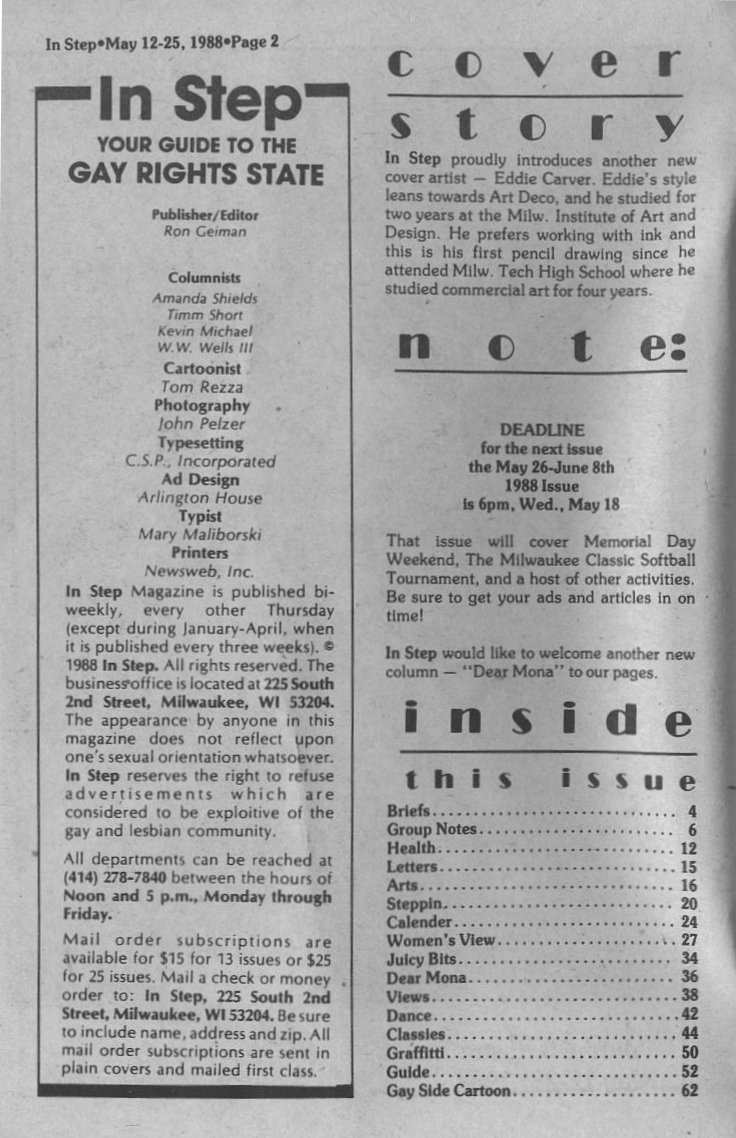 In Step•May 12-25, 1988•Page 2
In Step
YOUR GUIDE TO THE
GAY RIGHTS STATE
Publisher/Editor
Ron Geiman
Columnists
Amanda Shields
Timm Short
Kevin Michael
W.W. Wells III
Cartoonist
Tom Rezza
Photography
John Pelzer
Typesetting
C.S.P., Incorporated
Ad Design
Arlington House
Typist
Mary Maliborski
Printers
Newsweb, Inc.
In Step Magazine is published bi-
weekly, every other Thursday
(except during January-April, when
it is published every three weeks). ©
1988 In Step. All rights reserved. The
business office is located at 225 South
2nd Street, Milwaukee, WI 53204.
The appearance by anyone in this
magazine does not reflect upon
one's sexual orientation whatsoever.
In Step reserves the right to refuse
advertisements which are
considered to be exploitive of the
gay and lesbian community.
All departments can be reached at
(414) 278-7840 between the hours of
Noon and 5 p.m., Monday through
Friday.
Mail order subscriptions are
available for $15 for 13 issues or $25
for 25 issues. Mail a check or money
order to: In Step, 225 South 2nd
Street, Milwaukee, WI 53204. Be sure
to include name, address and zip. All
mail order subscriptions are sent in
plain covers and mailed first class.
cover
story
In Step proudly introduces another new
cover artist — Eddie Carver. Eddie's style
leans towards Art Deco, and he studied for
two years at the Milw. Institute of Art and
Design. He prefers working with ink and
this is his first pencil drawing since he
attended Milw. Tech High School where he
studied commercial art for four years.
note:
DEADLINE
for the next issue
the May 26-June 8th
1988 Issue
is 6pm, Wed., May 18
That issue will cover Memorial Day
Weekend, The Milwaukee Classic Softball
Tournament, and a host of other activities.
Be sure to get your ads and articles in on
time!
In Step would like to welcome another new
column — "Dear Mona" to our pages.
inside
this issue
Briefs.............................. 4
Group Notes........................ 6
Health............................. 12
Letters............................. 15
Arts................................ 16
Steppin............................. 20
Calender........................... 24
Women's View...................... 27
Juicy Bits........................... 34
Dear Mona.......................... 36
Views............................... 38
Dance............................... 42
Classies............................. 44
Graffitti............................ 50
Guide............................... 52
Gay Side Cartoon.................... 62